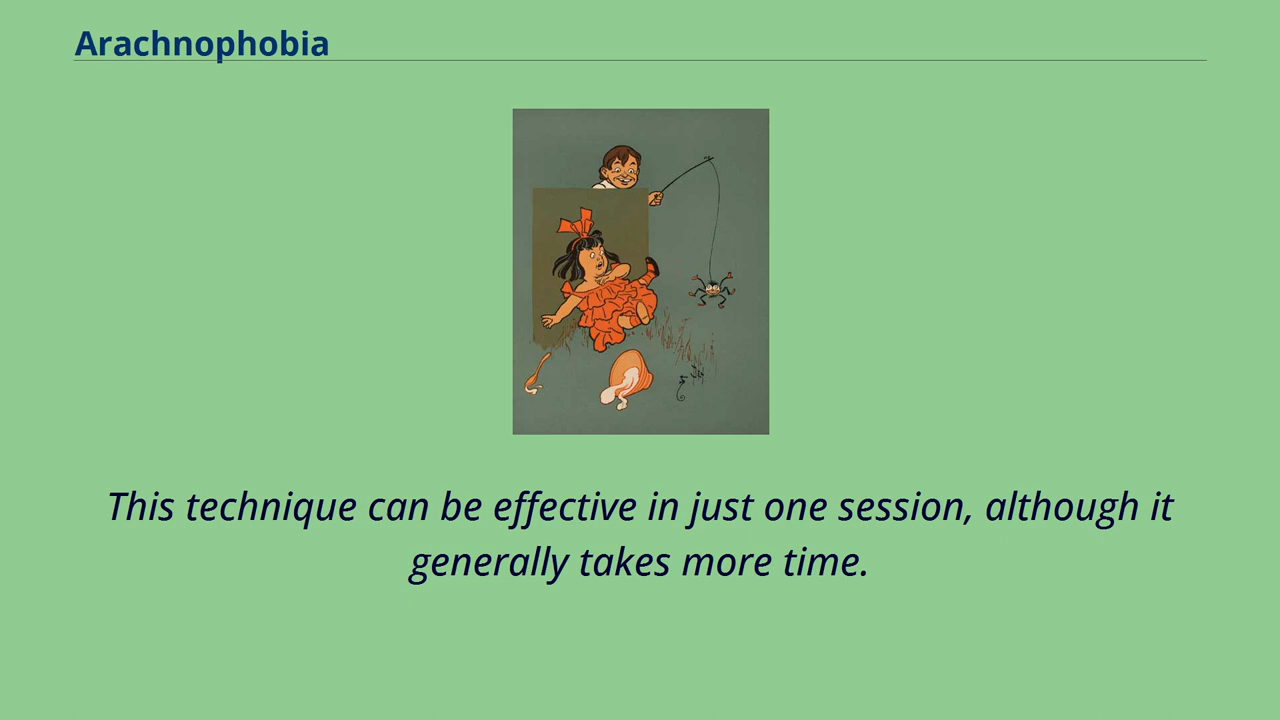 Arachnophobia
This technique can be effective in just one session, although it
generally takes more time.